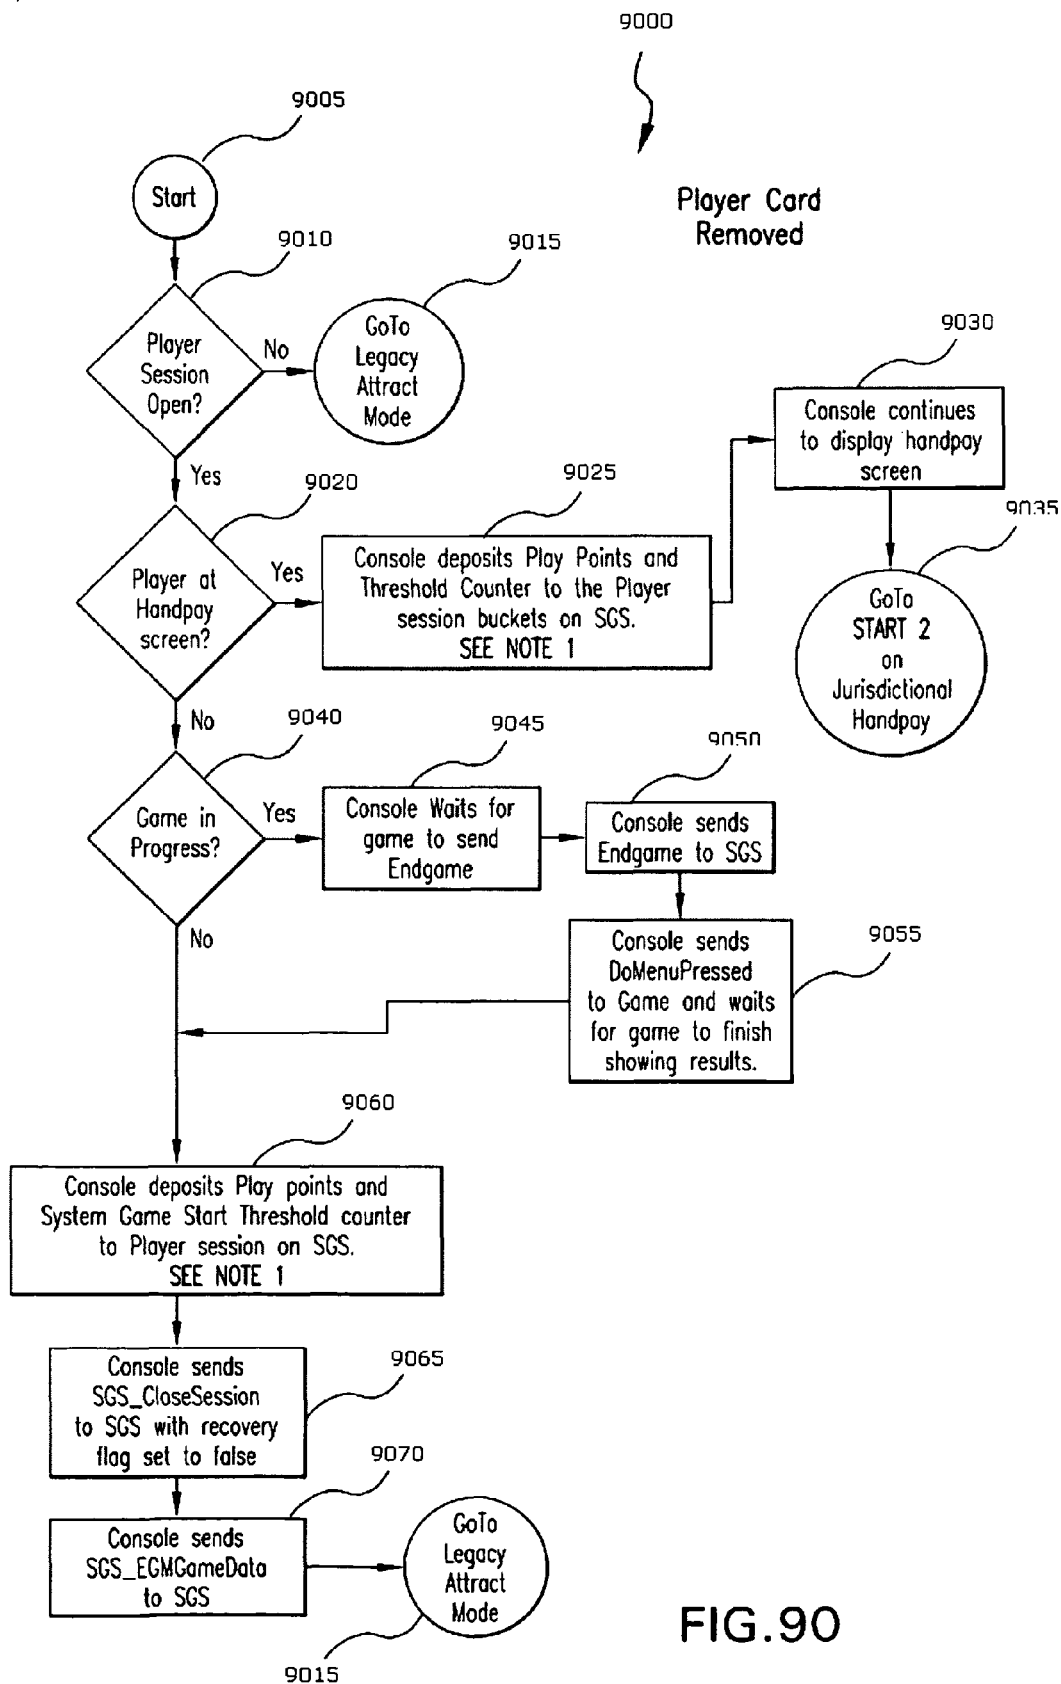 9000
9005
Start
Player Card
Removed
9010
9015
Player
Session
Open?
No
GoTo
Legacy
Attract
Mode
9030
Console continues
to display handpay
screen
Yes
9020
9025
9035
Player at
Handpay
screen?
Yes
Console deposits Play Points and
Threshold Counter to the Player
session buckets on SGS.
SEE NOTE 1
GoTo
START 2
on
Jurisdictional
Handpay
No
9040
9045
9050
Game in
Progress?
Yes
Console Waits for
game to send
Endgame
Console sends
Endgame to SGS
No
Console sends
DoMenuPressed
to Game and waits
for game to finish
showing results.
9055
9060
Console deposits Play points and
System Game Start Threshold counter
to Player session on SGS.
SEE NOTE 1
Console sends
SGS_CloseSession
to SGS with recovery
flag set to false
9065
9070
Console sends
SGS_EGMGameData
to SGS
GoTo
Legacy
Attract
Mode
9015
FIG.90